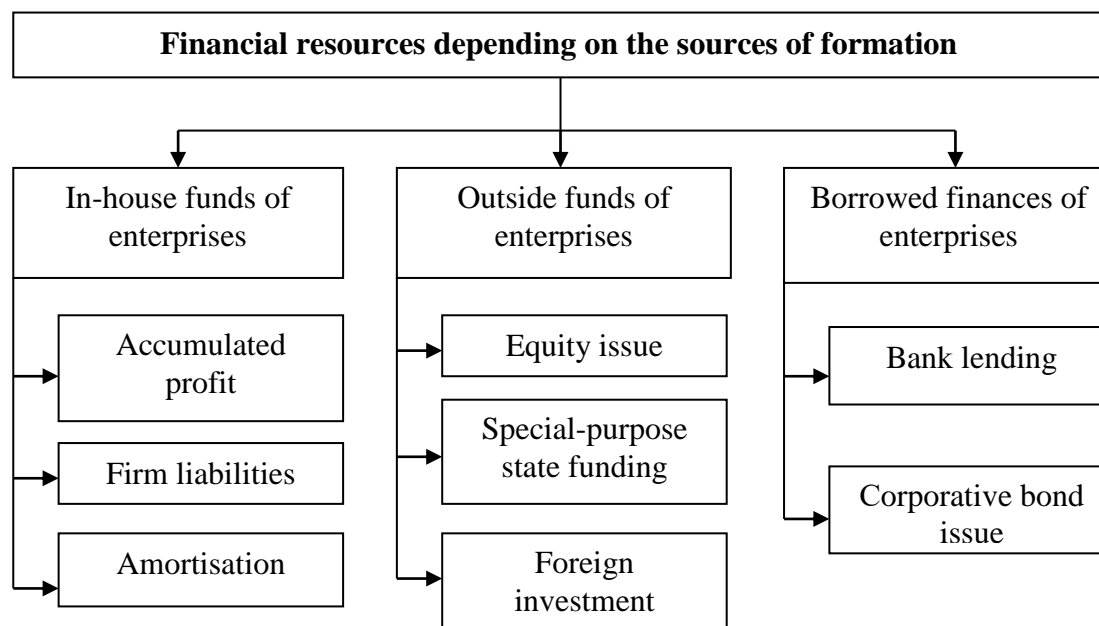 Financial resources depending on the sources of formation
In-house funds of
enterprises
Outside funds of
enterprises
Borrowed finances of
enterprises
Accumulated
profit
Firm liabilities
Amortisation
Equity issue
Special-purpose
state funding
Foreign
investment
Bank lending
Corporative bond
issue